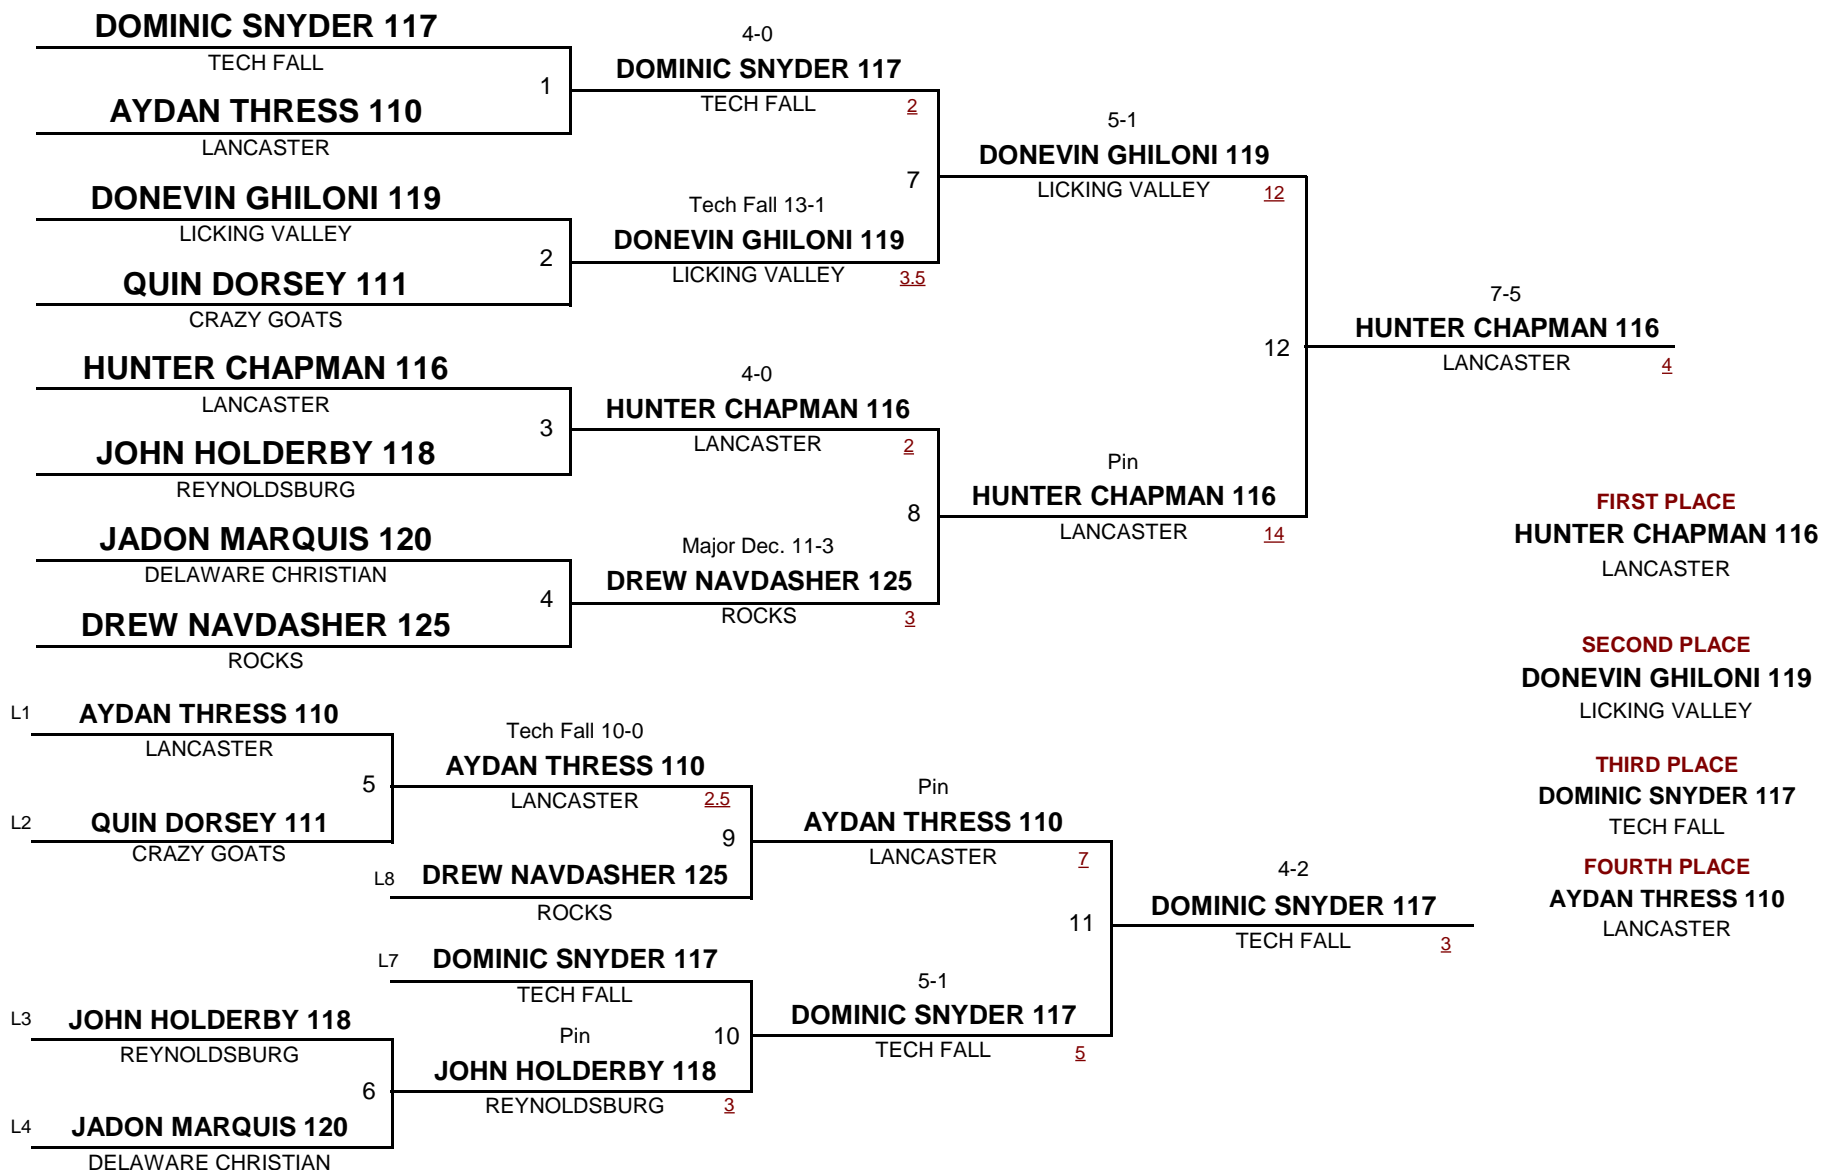 DOMINIC SNYDER 117
TECH FALL
1
AYDAN THRESS 110
LANCASTER
4-0
DOMINIC SNYDER 117
TECH FALL
2
DONEVIN GHILONI 119
LICKING VALLEY
2
QUIN DORSEY 111
CRAZY GOATS
Tech Fall 13-1
DONEVIN GHILONI 119
LICKING VALLEY
3.5
7
5-1
DONEVIN GHILONI 119
LICKING VALLEY
12
HUNTER CHAPMAN 116
LANCASTER
3
JOHN HOLDERBY 118
REYNOLDSBURG
4-0
HUNTER CHAPMAN 116
LANCASTER
2
JADON MARQUIS 120
DELAWARE CHRISTIAN
4
DREW NAVDASHER 125
ROCKS
Major Dec. 11-3
DREW NAVDASHER 125
ROCKS
3
8
Pin
HUNTER CHAPMAN 116
LANCASTER
14
12
7-5
HUNTER CHAPMAN 116
LANCASTER
4
FIRST PLACE
HUNTER CHAPMAN 116
LANCASTER
SECOND PLACE
DONEVIN GHILONI 119
LICKING VALLEY
THIRD PLACE
DOMINIC SNYDER 117
TECH FALL
FOURTH PLACE
AYDAN THRESS 110
LANCASTER
L1 AYDAN THRESS 110
LANCASTER
5
L2 QUIN DORSEY 111
CRAZY GOATS
Tech Fall 10-0
AYDAN THRESS 110
LANCASTER
2.5
9
L8 DREW NAVDASHER 125
ROCKS
Pin
AYDAN THRESS 110
LANCASTER
7
L7 DOMINIC SNYDER 117
TECH FALL
10
L3 JOHN HOLDERBY 118
REYNOLDSBURG
6
L4 JADON MARQUIS 120
DELAWARE CHRISTIAN
Pin
JOHN HOLDERBY 118
REYNOLDSBURG
3
5-1
DOMINIC SNYDER 117
TECH FALL
5
11
4-2
DOMINIC SNYDER 117
TECH FALL
3